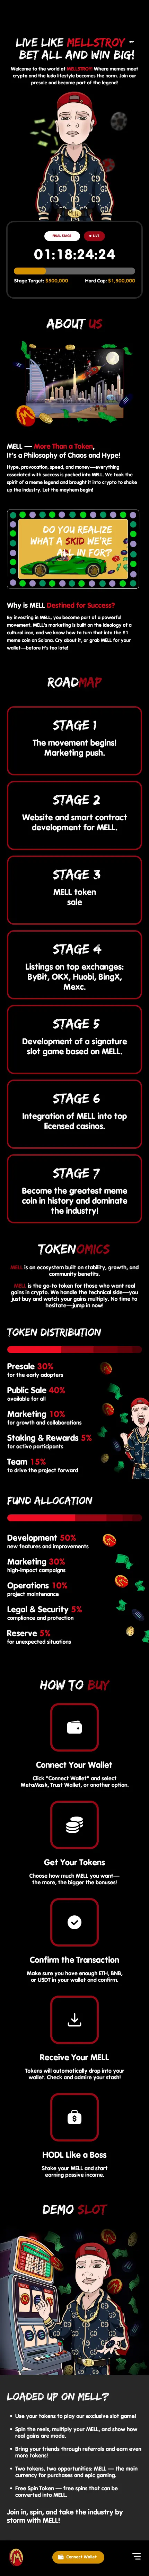 LIVE LIKE MELLSTROY -
BET ALL AND WIN BIG!
Welcome to the world of MELLSTROY! Where memes meet
crypto and the ludo lifestyle becomes the norm. Join our
presale and become part of the legend!
FINAL STAGE
LIVE
01:18:24:24
Stage Target: $500,000
Hard Cap: $1,500,000
ABOUT US
MELL — More Than a Token,
It's a Philosophy of Chaos and Hype!
Hype, provocation, speed, and money—everything
associated with success is packed into MELL. We took the
spirit of a meme legend and brought it into crypto to shake
up the industry. Let the mayhem begin!
DO YOU REALIZE
WHAT A SKID WE'RE
ALL IN FOR?
Why is MELL Destined for Success?
By investing in MELL, you become part of a powerful
movement. MELL's marketing is built on the ideology of a
cultural icon, and we know how to turn that into the #1
meme coin on Solana. Cry about it, or grab MELL for your
wallet—before it's too late!
ROADMAP
STAGE 1
The movement begins!
Marketing push.
STAGE 2
Website and smart contract
development for MELL.
STAGE 3
MELL token
sale
STAGE 4
Listings on top exchanges:
ByBit, OKX, Huobi, BingX,
Mexc.
STAGE 5
Development of a signature
slot game based on MELL.
STAGE 6
Integration of MELL into top
licensed casinos.
STAGE 7
Become the greatest meme
coin in history and dominate
the industry!
TOKENOMICS
MELL is an ecosystem built on stability, growth, and
community benefits.
MELL is the go-to token for those who want real
gains in crypto. We handle the technical side—you
just buy and watch your gains multiply. No time to
hesitate—jump in now!
TOKEN DISTRIBUTION
Presale 30%
for the early adopters
Public Sale 40%
available for all
Marketing 10%
for growth and collaborations
Staking & Rewards 5%
for active participants
Team 15%
to drive the project forward
FUND ALLOCATION
Development 50%
new features and improvements
Marketing 30%
high-impact campaigns
Operations 10%
project maintenance
Legal & Security 5%
compliance and protection
Reserve 5%
for unexpected situations
HOW TO BUY
Connect Your Wallet
Click "Connect Wallet" and select
MetaMask, Trust Wallet, or another option.
Get Your Tokens
Choose how much MELL you want—
the more, the bigger the bonuses!
Confirm the Transaction
Make sure you have enough ETH, BNB,
or USDT in your wallet and confirm.
Receive Your MELL
Tokens will automatically drop into your
wallet. Check and admire your stash!
HODL Like a Boss
Stake your MELL and start
earning passive income.
DEMO SLOT
LOADED UP ON MELL?
• Use your tokens to play our exclusive slot game!
• Spin the reels, multiply your MELL, and show how
real gains are made.
• Bring your friends through referrals and earn even
more tokens!
• Two tokens, two opportunities: MELL — the main
currency for purchases and epic gaming.
• Free Spin Token — free spins that can be
converted into MELL.
Join in, spin, and take the industry by
storm with MELL!
Connect Wallet